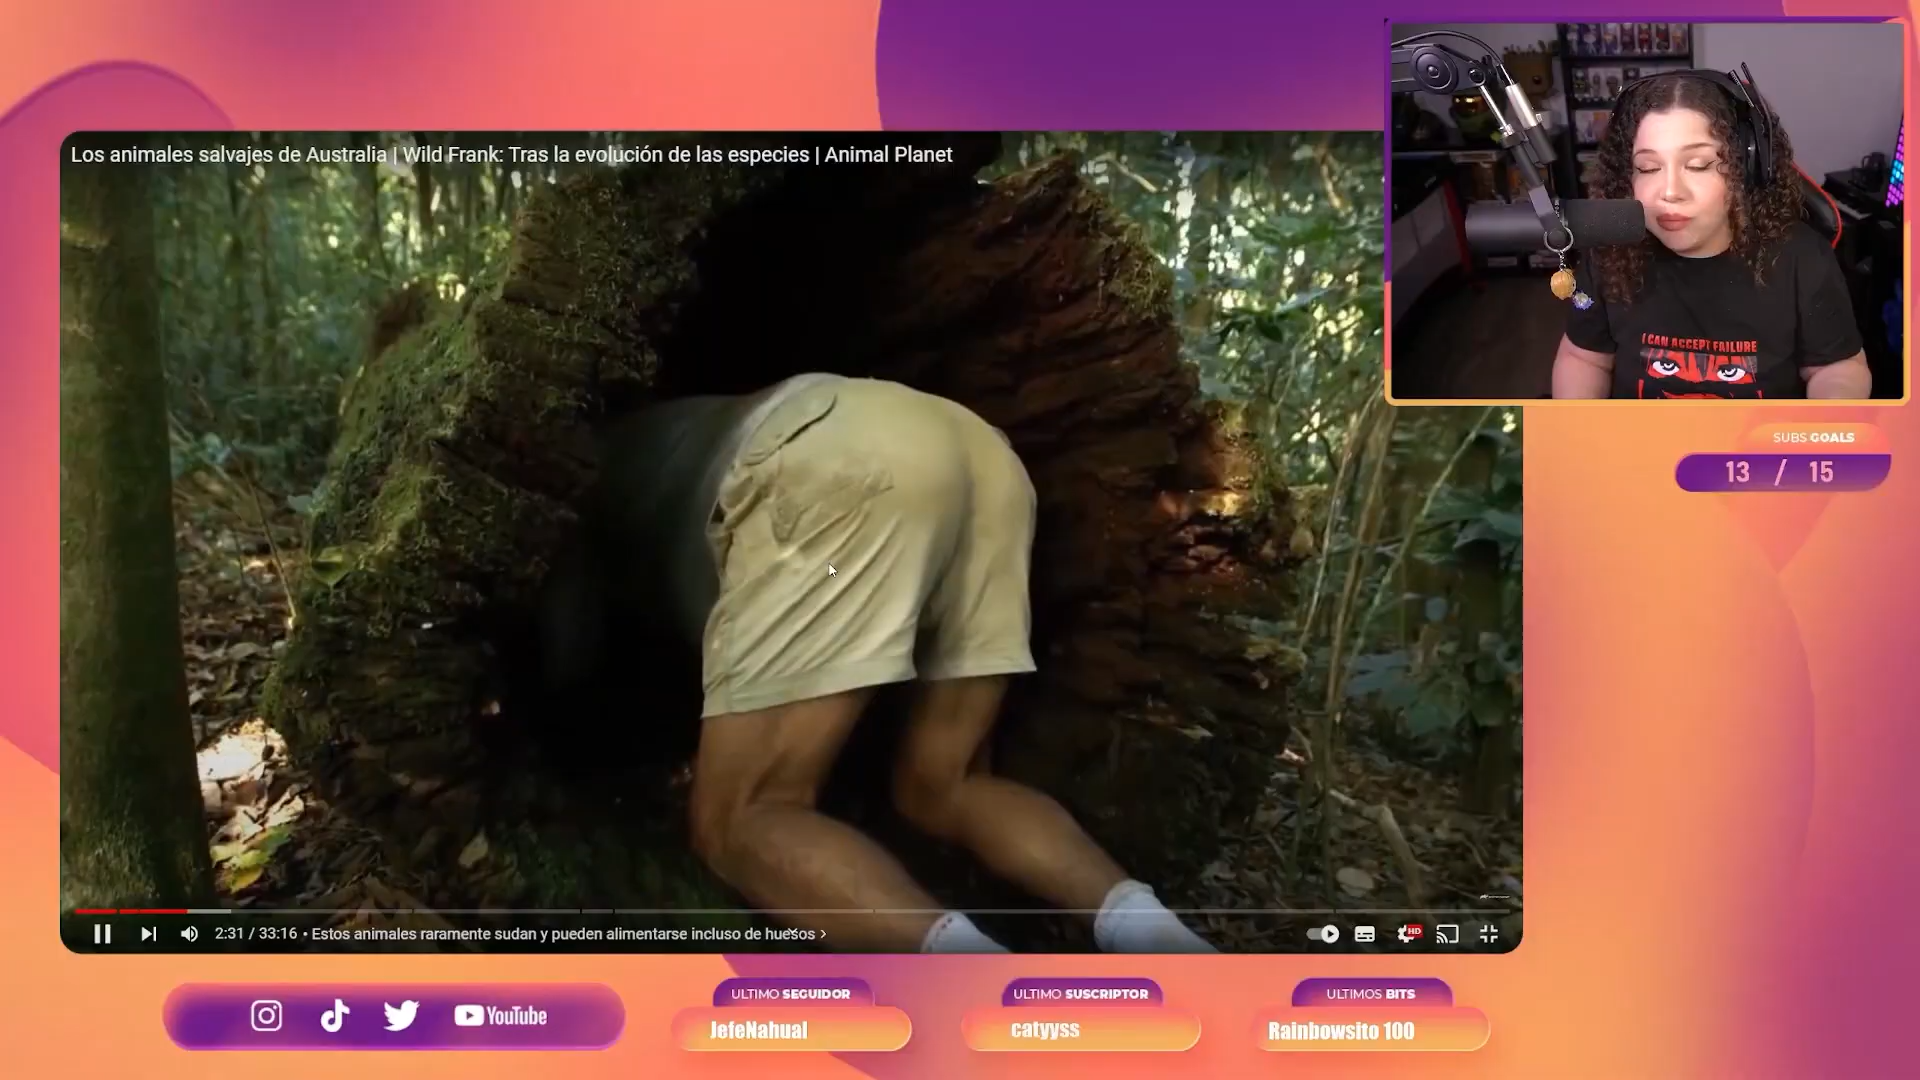 Los animales salvajes de Australia | Wild Frank: Tras la evolución de las especies | Animal Planet
I CAN ACCEPT FAILURE
SUBS GOALS
13 / 15
2:31 / 33:16 • Estos animales raramente sudan y pueden alimentarse incluso de huesos >
HD
YouTube
ULTIMO SEGUIDOR
JefeNahual
ULTIMO SUSCRIPTOR
catyyss
ULTIMOS BITS
Rainbowsito 100